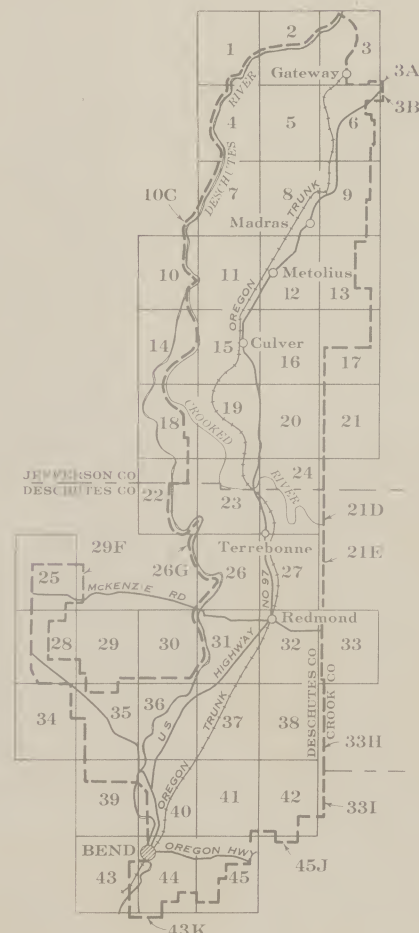 1
2
3
3A
Gateway
3B
RIVER
4
5
6
DESCHUTES
7
8
9
10C
TRUNK
Madras
10
11
OREGON
Metolius
12
13
14
15
Culver
16
17
18
19
CROOKED
20
21
24
JEFFERSON CO
DESCHUTES CO
22
23
RIVER
21D
Terrebonne
29F
21E
25
26G
26
NO 97
27
McKENZIE RD
Redmond
28
29
30
31
32
33
HIGHWAY
DESCHUTES CO
CROOK CO
34
35
36
U S
TRUNK
37
38
33H
39
OREGON
40
41
42
33I
BEND
OREGON HWY
45J
43
44
45
43K